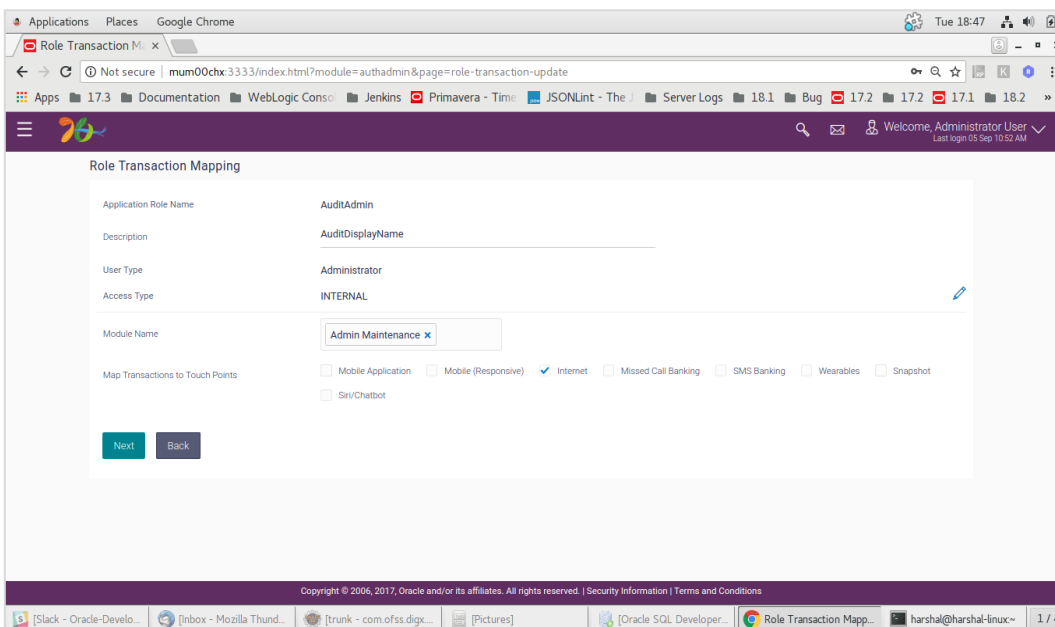 Applications Places Google Chrome Tue 18:47
Role Transaction M
Not secure | mum00chx:3333/index.html?module=authadmin&page=role-transaction-update
Apps 17.3 Documentation WebLogic Conso Jenkins Primavera - Time JSONLint - The J Server Logs 18.1 Bug 17.2 17.2 17.1 18.2 »
Welcome, Administrator User
Last login 05 Sep 10:52 AM
Role Transaction Mapping
Application Role Name AuditAdmin
Description AuditDisplayName
User Type Administrator
Access Type INTERNAL
Module Name Admin Maintenance ×
Map Transactions to Touch Points Mobile Application Mobile (Responsive) Internet Missed Call Banking SMS Banking Wearables Snapshot
Siri/Chatbot
Next Back
Copyright © 2006, 2017, Oracle and/or its affiliates. All rights reserved. | Security Information | Terms and Conditions
[Slack - Oracle-Develo... [Inbox - Mozilla Thund... [trunk - com.ofss.digx.... [Pictures] [Oracle SQL Developer... Role Transaction Mapp... harshal@harshal-linux:~ 1 /